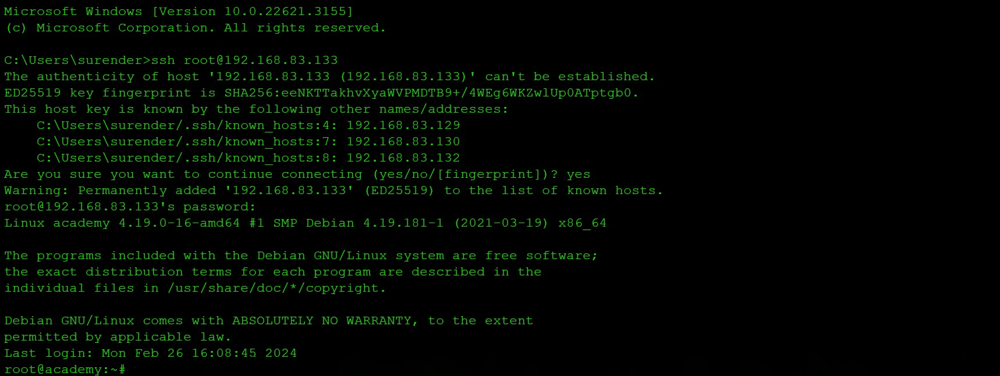 Microsoft Windows [Version 10.0.22621.3155]
(c) Microsoft Corporation. All rights reserved.
C:\Users\surender>ssh root@192.168.83.133
The authenticity of host '192.168.83.133 (192.168.83.133)' can't be established.
ED25519 key fingerprint is SHA256:eeNKTTakhvXyaWVPMDTB9+/4WEg6WKZwlUp0ATptgb0.
This host key is known by the following other names/addresses:
    C:\Users\surender/.ssh/known_hosts:4: 192.168.83.129
    C:\Users\surender/.ssh/known_hosts:7: 192.168.83.130
    C:\Users\surender/.ssh/known_hosts:8: 192.168.83.132
Are you sure you want to continue connecting (yes/no/[fingerprint])? yes
Warning: Permanently added '192.168.83.133' (ED25519) to the list of known hosts.
root@192.168.83.133's password:
Linux academy 4.19.0-16-amd64 #1 SMP Debian 4.19.181-1 (2021-03-19) x86_64
The programs included with the Debian GNU/Linux system are free software;
the exact distribution terms for each program are described in the
individual files in /usr/share/doc/*/copyright.
Debian GNU/Linux comes with ABSOLUTELY NO WARRANTY, to the extent
permitted by applicable law.
Last login: Mon Feb 26 16:08:45 2024
root@academy:~#